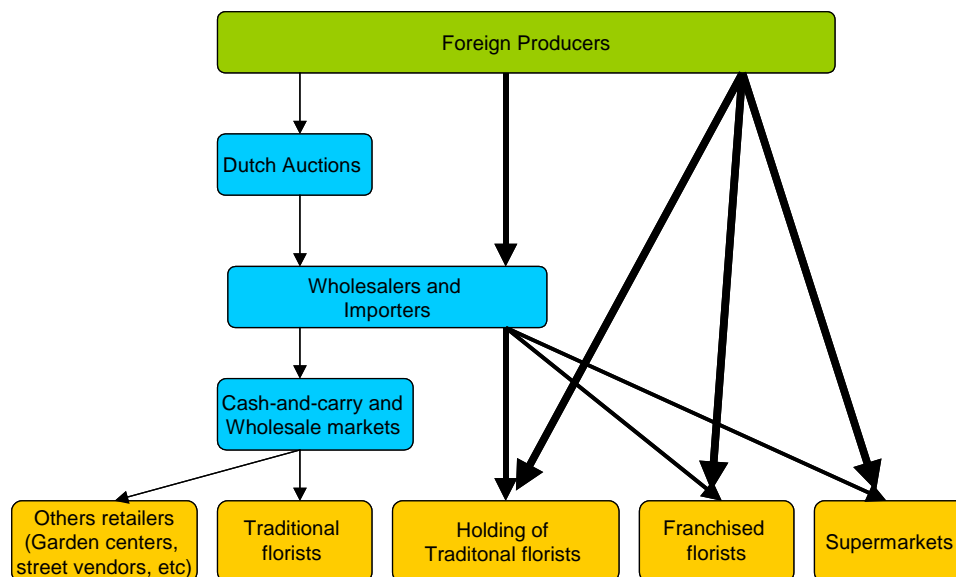 Foreign Producers
Dutch Auctions
Wholesalers and
Importers
Cash-and-carry and
Wholesale markets
Others retailers
(Garden centers,
street vendors, etc)
Traditional
florists
Holding of
Traditonal florists
Franchised
florists
Supermarkets